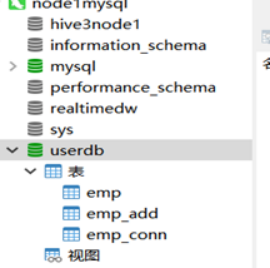 node1mysql
hive3node1
information_schema
mysql
performance_schema
realtimedw
sys
userdb
表
emp
emp_add
emp_conn
视图